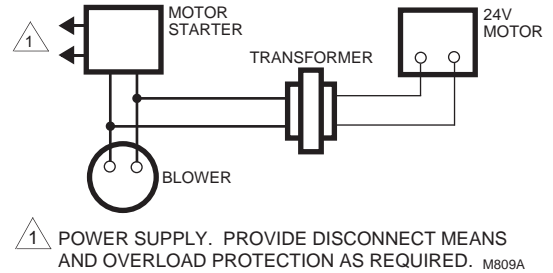 MOTOR
STARTER
24V
MOTOR
1
TRANSFORMER
BLOWER
1 POWER SUPPLY. PROVIDE DISCONNECT MEANS
AND OVERLOAD PROTECTION AS REQUIRED. M809A